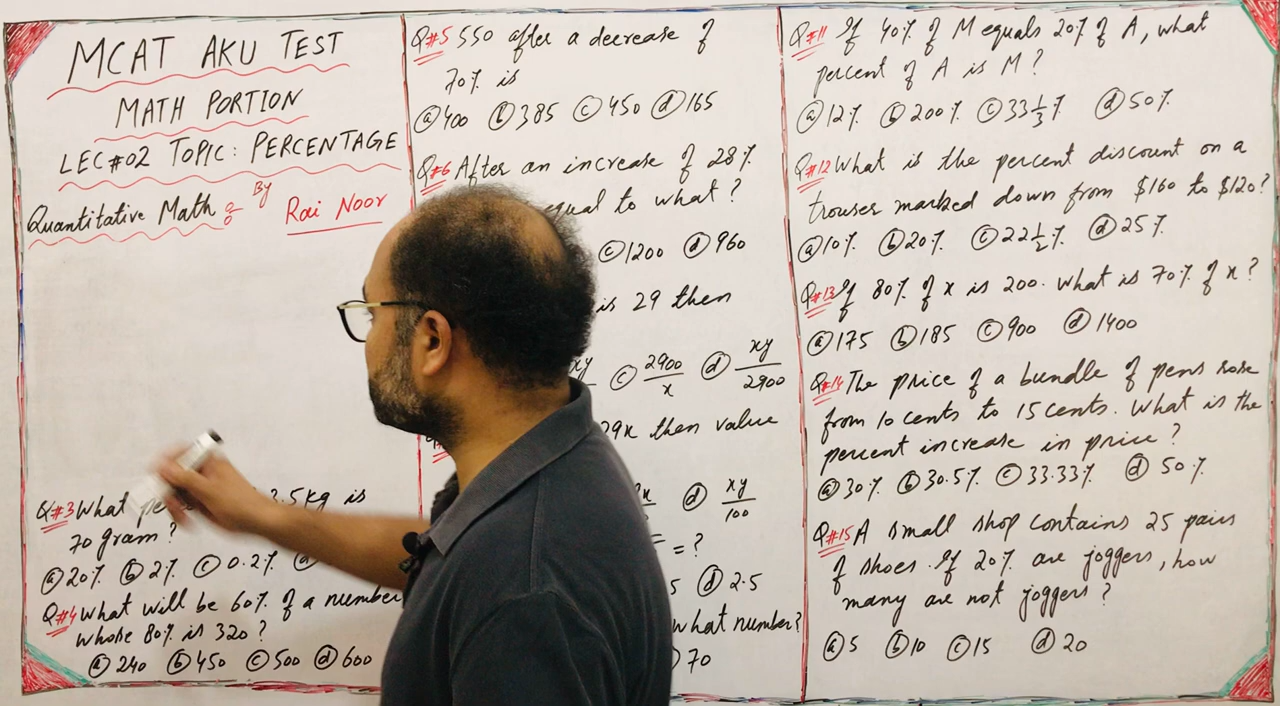 MCAT AKU TEST
MATH PORTION
LEC#02 TOPIC: PERCENTAGE
Quantitative Math By Rai Noor
Q#3 What 3.5kg is
70 gram?
(a) 20% (b) 2% (c) 0.2%
Q#4 What will be 60% of a number
whose 80% is 320?
(a) 240 (b) 450 (c) 500 (d) 600
Q#5 550 after a decrease of
70% is
(a) 400 (b) 385 (c) 450 (d) 165
Q#6 After an increase of 28%
equal to what?
(c) 1200 (d) 960
is 29 then
(c) 2900/x (d) xy/2900
29x then value
(d) xy/100
= ?
5 (d) 2.5
what number?
70
Q#11 If 40% of M equals 20% of A, what
percent of A is M?
(a) 12% (b) 200% (c) 33 1/3% (d) 50%
Q#12 What is the percent discount on a
trouser marked down from $160 to $120?
(a) 10% (b) 20% (c) 22 1/2% (d) 25%
Q#13 If 80% of x is 200. What is 70% of x?
(a) 175 (b) 185 (c) 900 (d) 1400
Q#14 The price of a bundle of pens rose
from 10 cents to 15 cents. What is the
percent increase in price?
(a) 30% (b) 30.5% (c) 33.33% (d) 50%
Q#15 A small shop contains 25 pairs
of shoes. If 20% are joggers, how
many are not joggers?
(a) 5 (b) 10 (c) 15 (d) 20